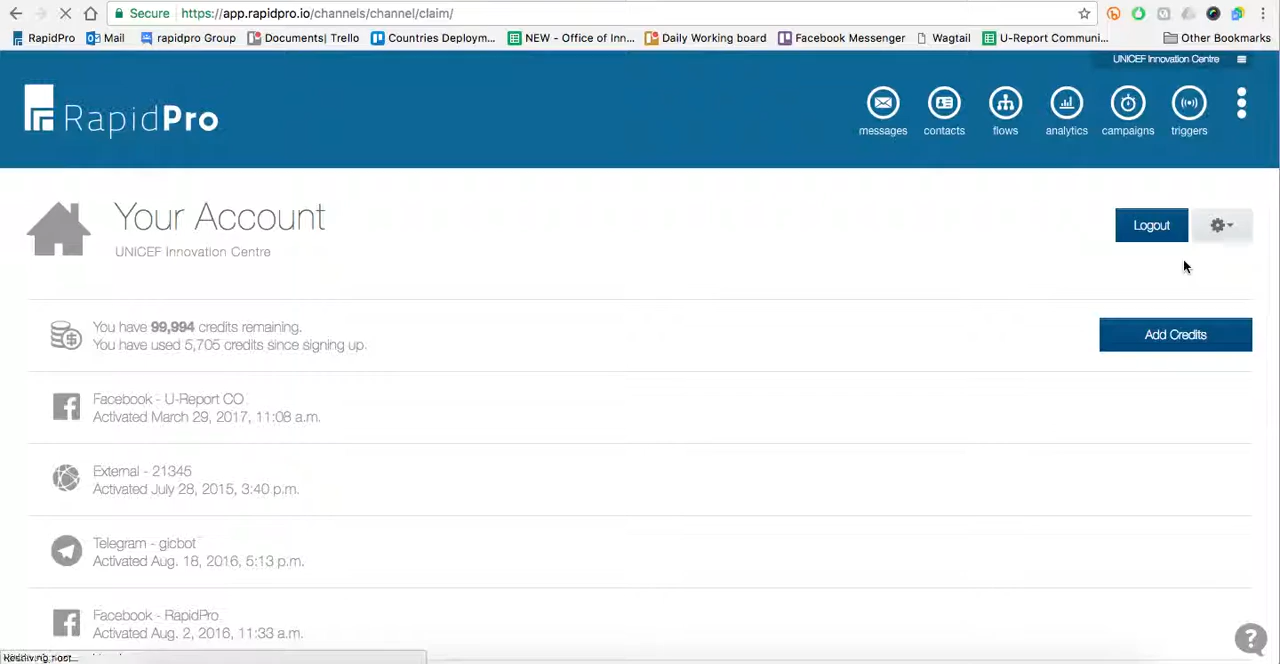 Secure https://app.rapidpro.io/channels/channel/claim/
RapidPro Mail rapidpro Group Documents| Trello Countries Deploym... NEW - Office of Inn... Daily Working board Facebook Messenger Wagtail U-Report Communi... Other Bookmarks
UNICEF Innovation Centre
RapidPro
messages contacts flows analytics campaigns triggers
Your Account
UNICEF Innovation Centre
Logout
You have 99,994 credits remaining.
You have used 5,705 credits since signing up.
Add Credits
Facebook - U-Report CO
Activated March 29, 2017, 11:08 a.m.
External - 21345
Activated July 28, 2015, 3:40 p.m.
Telegram - gicbot
Activated Aug. 18, 2016, 5:13 p.m.
Facebook - RapidPro
Activated Aug. 2, 2016, 11:33 a.m.
?
Resolving host...